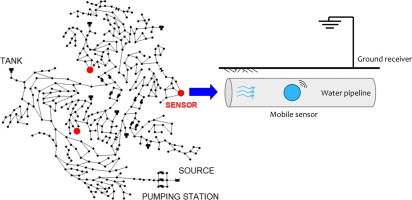 TANK
SENSOR
SOURCE
PUMPING STATION
Ground receiver
Water pipeline
Mobile sensor